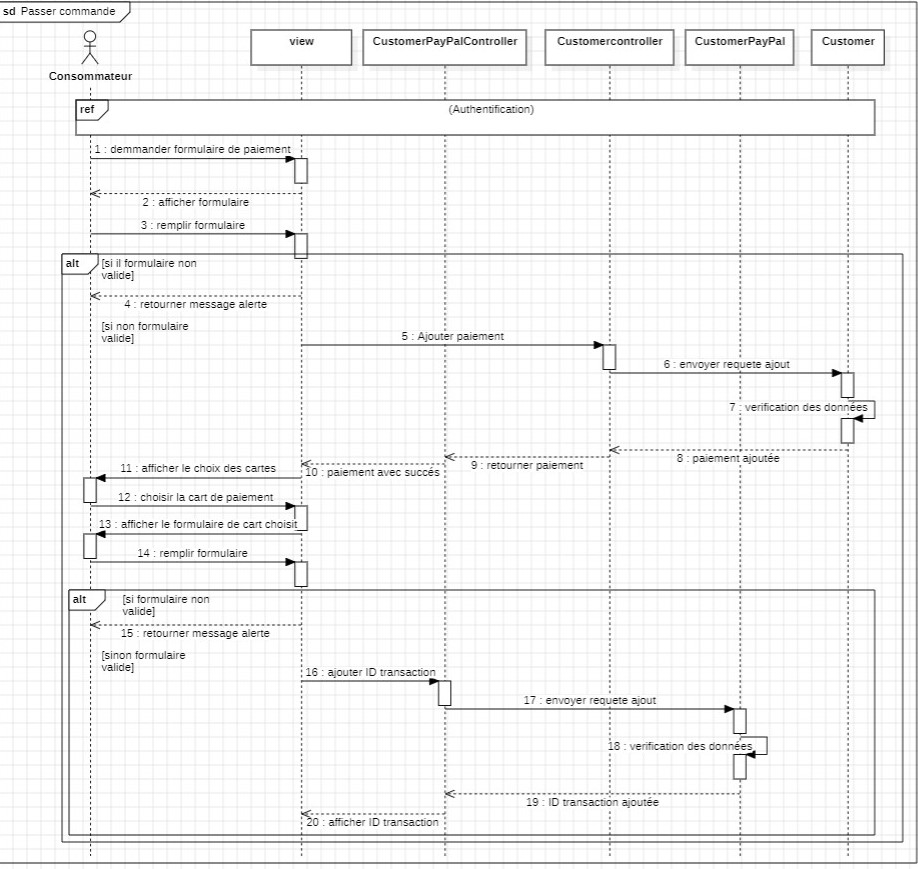 sd Passer commande
Consommateur
view
CustomerPayPalController
Customercontroller
CustomerPayPal
Customer
ref
(Authentification)
1 : demmander formulaire de paiement
2 : afficher formulaire
3 : remplir formulaire
alt
[si il formulaire non
valide]
4 : retourner message alerte
[si non formulaire
valide]
5 : Ajouter paiement
6 : envoyer requete ajout
7 : verification des données
8 : paiement ajoutée
9 : retourner paiement
10 : paiement avec succés
11 : afficher le choix des cartes
12 : choisir la cart de paiement
13 : afficher le formulaire de cart choisit
14 : remplir formulaire
alt
[si formulaire non
valide]
15 : retourner message alerte
[sinon formulaire
valide]
16 : ajouter ID transaction
17 : envoyer requete ajout
18 : verification des données
19 : ID transaction ajoutée
20 : afficher ID transaction